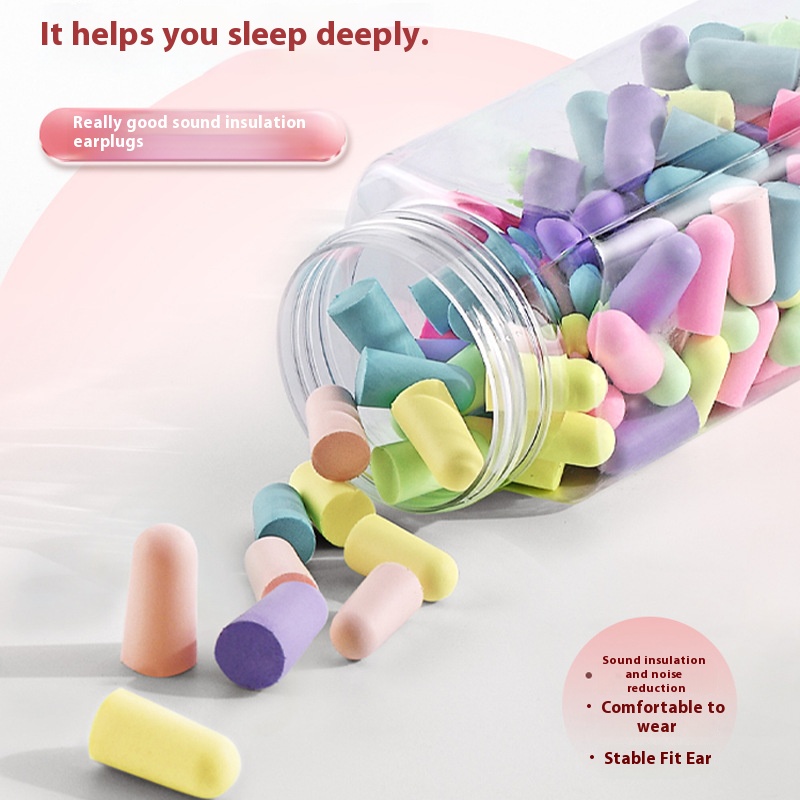 It helps you sleep deeply.
Really good sound insulation
earplugs
Sound insulation
and noise
reduction
• Comfortable to
wear
• Stable Fit Ear